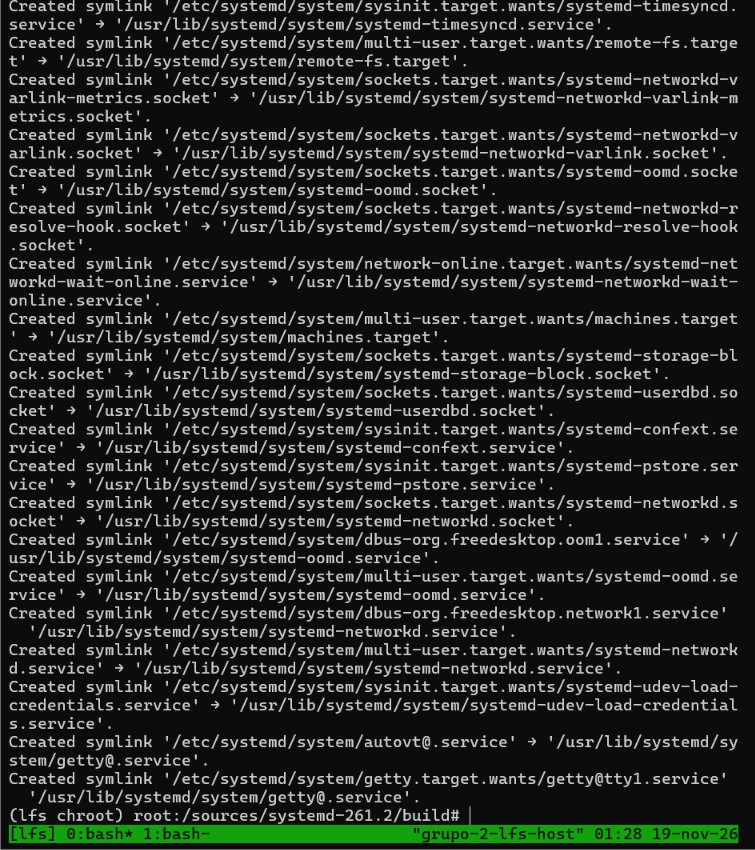 Created symlink '/etc/systemd/system/sysinit.target.wants/systemd-timesyncd.
service' → '/usr/lib/systemd/system/systemd-timesyncd.service'.
Created symlink '/etc/systemd/system/multi-user.target.wants/remote-fs.targe
t' → '/usr/lib/systemd/system/remote-fs.target'.
Created symlink '/etc/systemd/system/sockets.target.wants/systemd-networkd-v
arlink-metrics.socket' → '/usr/lib/systemd/system/systemd-networkd-varlink-m
etrics.socket'.
Created symlink '/etc/systemd/system/sockets.target.wants/systemd-networkd-v
arlink.socket' → '/usr/lib/systemd/system/systemd-networkd-varlink.socket'.
Created symlink '/etc/systemd/system/sockets.target.wants/systemd-oomd.socke
t' → '/usr/lib/systemd/system/systemd-oomd.socket'.
Created symlink '/etc/systemd/system/sockets.target.wants/systemd-networkd-r
esolve-hook.socket' → '/usr/lib/systemd/system/systemd-networkd-resolve-hook
.socket'.
Created symlink '/etc/systemd/system/network-online.target.wants/systemd-net
workd-wait-online.service' → '/usr/lib/systemd/system/systemd-networkd-wait-
online.service'.
Created symlink '/etc/systemd/system/multi-user.target.wants/machines.target
' → '/usr/lib/systemd/system/machines.target'.
Created symlink '/etc/systemd/system/sockets.target.wants/systemd-storage-bl
ock.socket' → '/usr/lib/systemd/system/systemd-storage-block.socket'.
Created symlink '/etc/systemd/system/sockets.target.wants/systemd-userdbd.so
cket' → '/usr/lib/systemd/system/systemd-userdbd.socket'.
Created symlink '/etc/systemd/system/sysinit.target.wants/systemd-confext.se
rvice' → '/usr/lib/systemd/system/systemd-confext.service'.
Created symlink '/etc/systemd/system/sysinit.target.wants/systemd-pstore.ser
vice' → '/usr/lib/systemd/system/systemd-pstore.service'.
Created symlink '/etc/systemd/system/sockets.target.wants/systemd-networkd.s
ocket' → '/usr/lib/systemd/system/systemd-networkd.socket'.
Created symlink '/etc/systemd/system/dbus-org.freedesktop.oom1.service' → '/
usr/lib/systemd/system/systemd-oomd.service'.
Created symlink '/etc/systemd/system/multi-user.target.wants/systemd-oomd.se
rvice' → '/usr/lib/systemd/system/systemd-oomd.service'.
Created symlink '/etc/systemd/system/dbus-org.freedesktop.network1.service'
'/usr/lib/systemd/system/systemd-networkd.service'.
Created symlink '/etc/systemd/system/multi-user.target.wants/systemd-network
d.service' → '/usr/lib/systemd/system/systemd-networkd.service'.
Created symlink '/etc/systemd/system/sysinit.target.wants/systemd-udev-load-
credentials.service' → '/usr/lib/systemd/system/systemd-udev-load-credential
s.service'.
Created symlink '/etc/systemd/system/autovt@.service' → '/usr/lib/systemd/sy
stem/getty@.service'.
Created symlink '/etc/systemd/system/getty.target.wants/getty@tty1.service'
'/usr/lib/systemd/system/getty@.service'.
(lfs chroot) root:/sources/systemd-261.2/build#
[lfs] 0:bash* 1:bash- "grupo-2-lfs-host" 01:28 19-nov-26